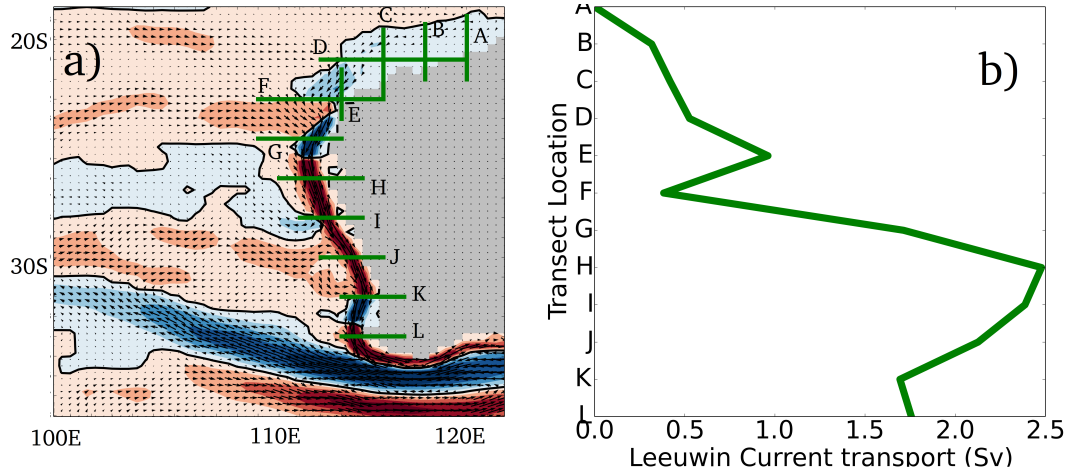 a)
20S
30S
100E
110E
120E
A
B
C
D
E
F
G
H
I
J
K
L
b)
Transect Location
A
B
C
D
E
F
G
H
I
J
K
L
0.0 0.5 1.0 1.5 2.0 2.5
Leeuwin Current transport (Sv)